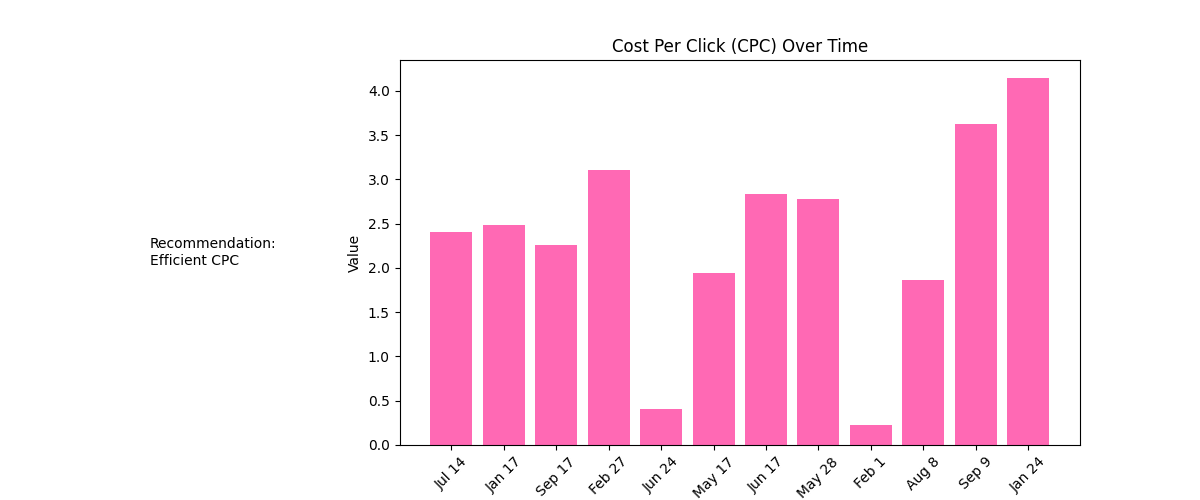 Cost Per Click (CPC) Over Time
Recommendation:
Efficient CPC
Value
4.0
3.5
3.0
2.5
2.0
1.5
1.0
0.5
0.0
Jul 14
Jan 17
Sep 17
Feb 27
Jun 24
May 17
Jun 17
May 28
Feb 1
Aug 8
Sep 9
Jan 24